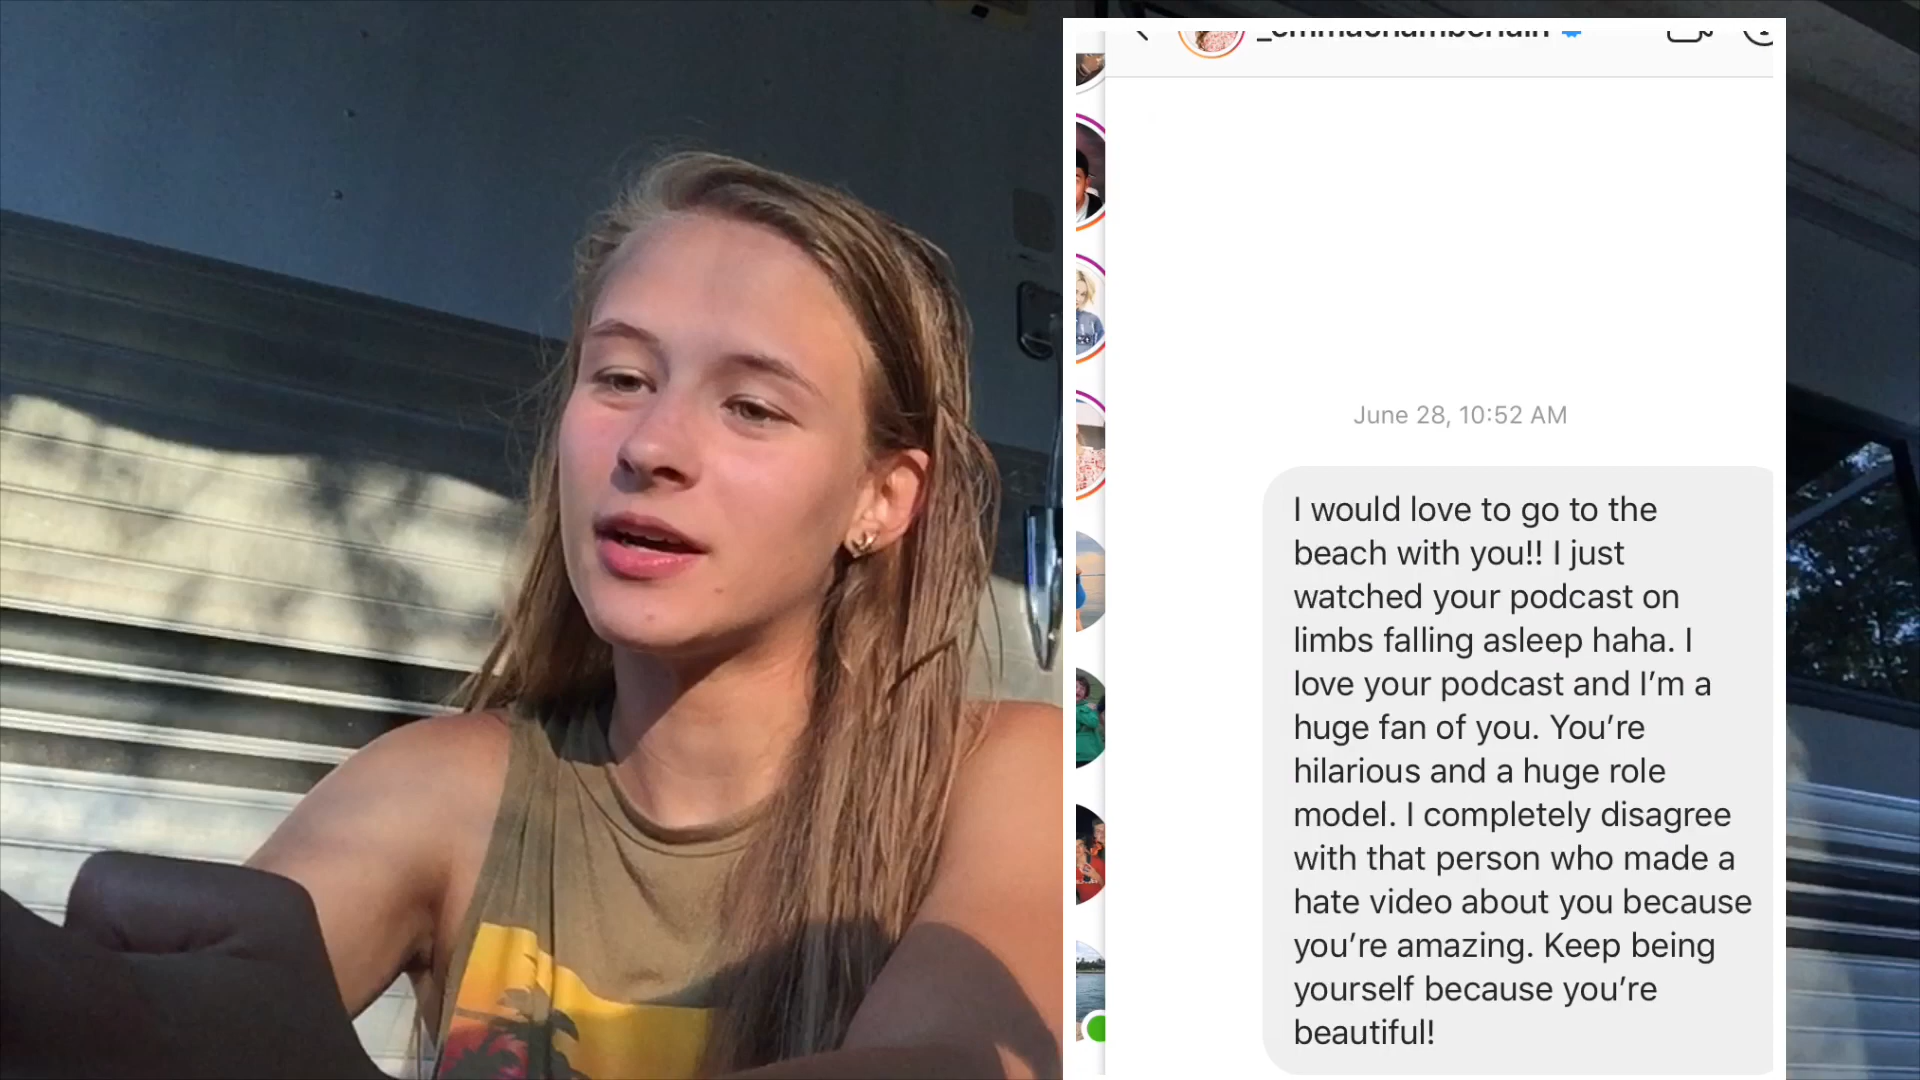 _emmachamberlain
June 28, 10:52 AM
I would love to go to the
beach with you!! I just
watched your podcast on
limbs falling asleep haha. I
love your podcast and I’m a
huge fan of you. You’re
hilarious and a huge role
model. I completely disagree
with that person who made a
hate video about you because
you’re amazing. Keep being
yourself because you’re
beautiful!